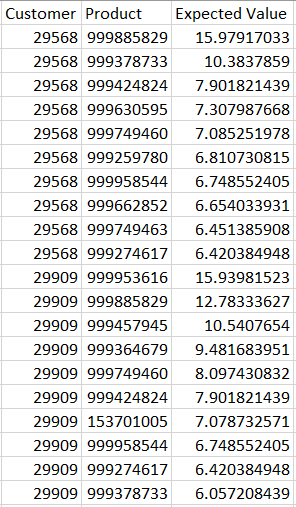 Customer Product Expected Value
29568 999885829 15.97917033
29568 999378733 10.3837859
29568 999424824 7.901821439
29568 999630595 7.307987668
29568 999749460 7.085251978
29568 999259780 6.810730815
29568 999958544 6.748552405
29568 999662852 6.654033931
29568 999749463 6.451385908
29568 999274617 6.420384948
29909 999953616 15.93981523
29909 999885829 12.78333627
29909 999457945 10.5407654
29909 999364679 9.481683951
29909 999749460 8.097430832
29909 999424824 7.901821439
29909 153701005 7.078732571
29909 999958544 6.748552405
29909 999274617 6.420384948
29909 999378733 6.057208439